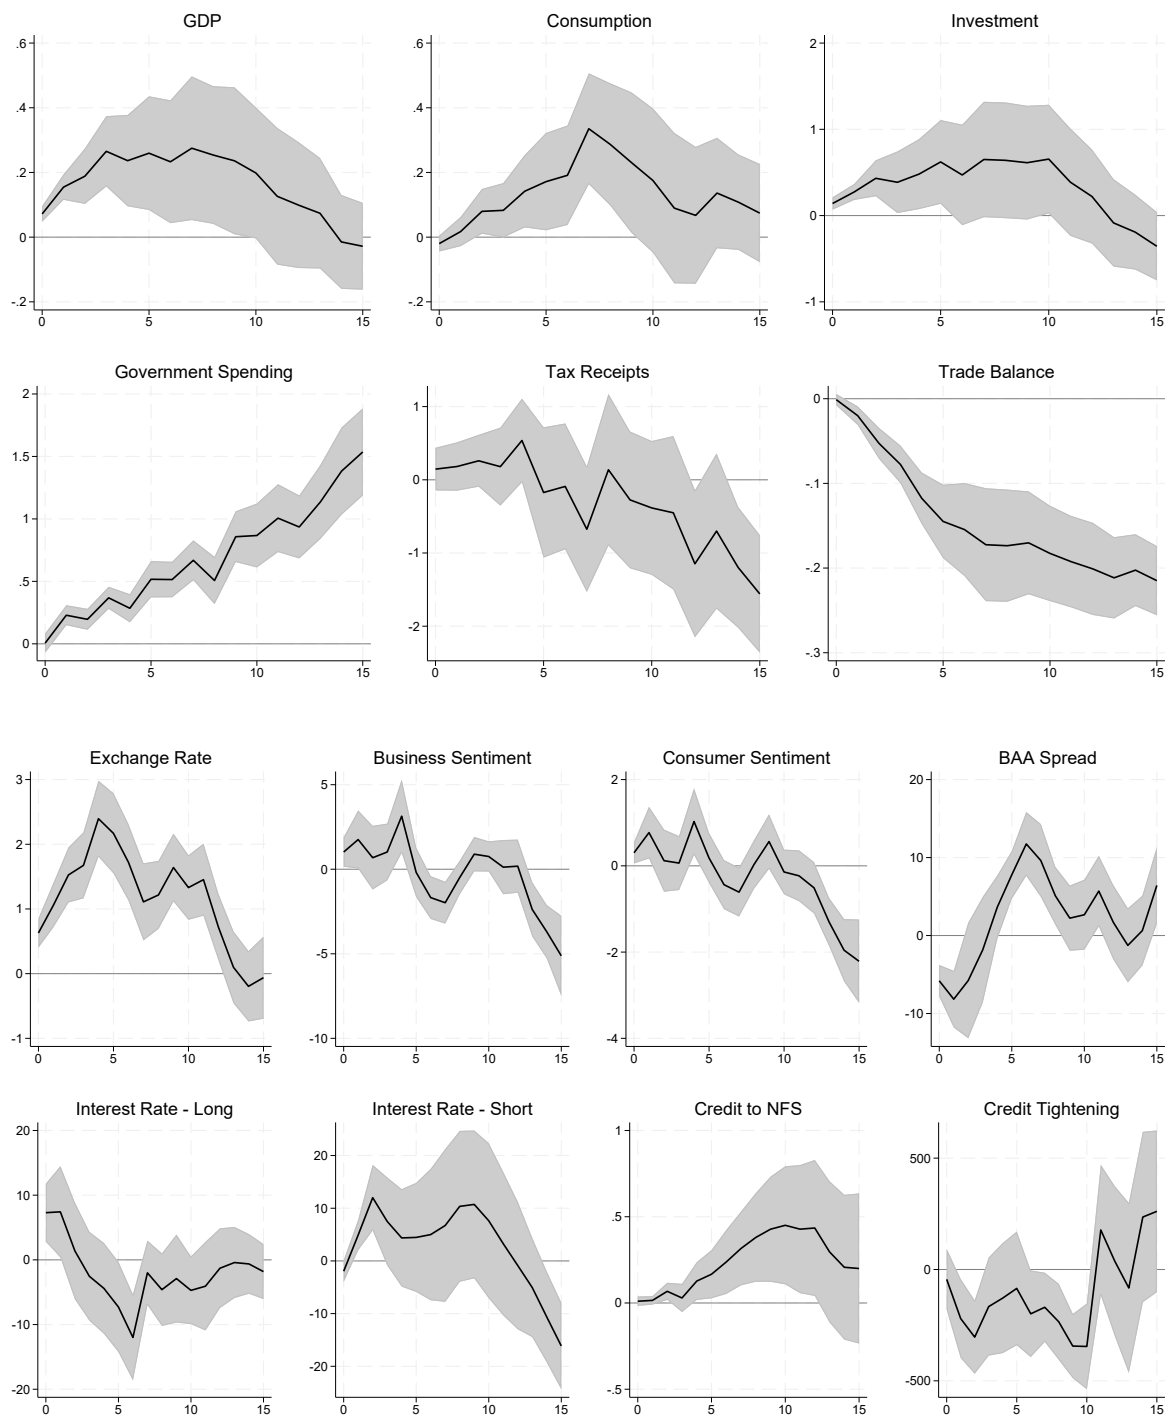 GDP
Consumption
Investment
.6
.4
.2
0
-.2
0 5 10 15
.6
.4
.2
0
-.2
0 5 10 15
2
1
0
-1
0 5 10 15
Government Spending
Tax Receipts
Trade Balance
2
1.5
1
.5
0
0 5 10 15
1
0
-1
-2
0 5 10 15
0
-.1
-.2
-.3
0 5 10 15
Exchange Rate
Business Sentiment
Consumer Sentiment
BAA Spread
3
2
1
0
-1
0 5 10 15
5
0
-5
-10
0 5 10 15
2
0
-2
-4
0 5 10 15
20
10
0
-10
0 5 10 15
Interest Rate - Long
Interest Rate - Short
Credit to NFS
Credit Tightening
20
10
0
-10
-20
0 5 10 15
20
10
0
-10
-20
0 5 10 15
1
.5
0
-.5
0 5 10 15
500
0
-500
0 5 10 15